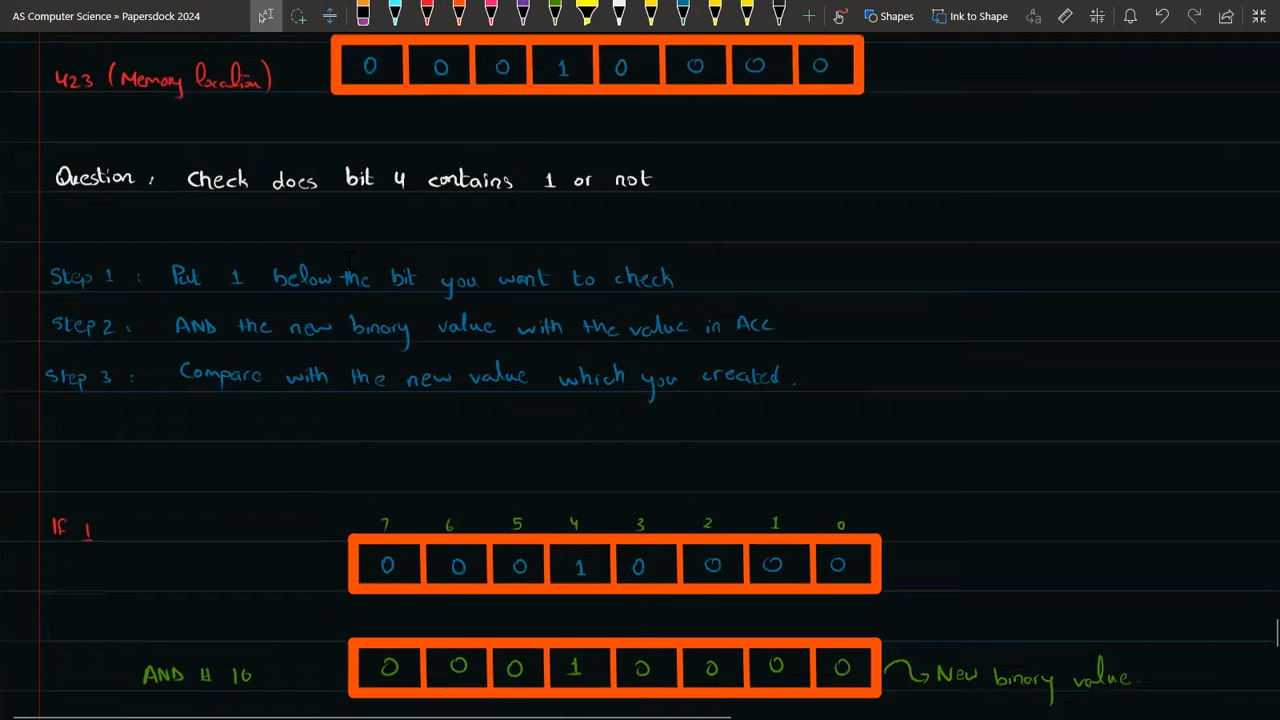 AS Computer Science » Papersdock 2024
Shapes
Ink to Shape
423 (Memory location)
0 0 0 1 0 0 0 0
Question : Check does bit 4 contains 1 or not
Step 1 : Put 1 below the bit you want to check
Step 2 : AND the new binary value with the value in Acc
Step 3 : Compare with the new value which you created.
If 1
7 6 5 4 3 2 1 0
0 0 0 1 0 0 0 0
AND # 16
0 0 0 1 0 0 0 0
New binary value.